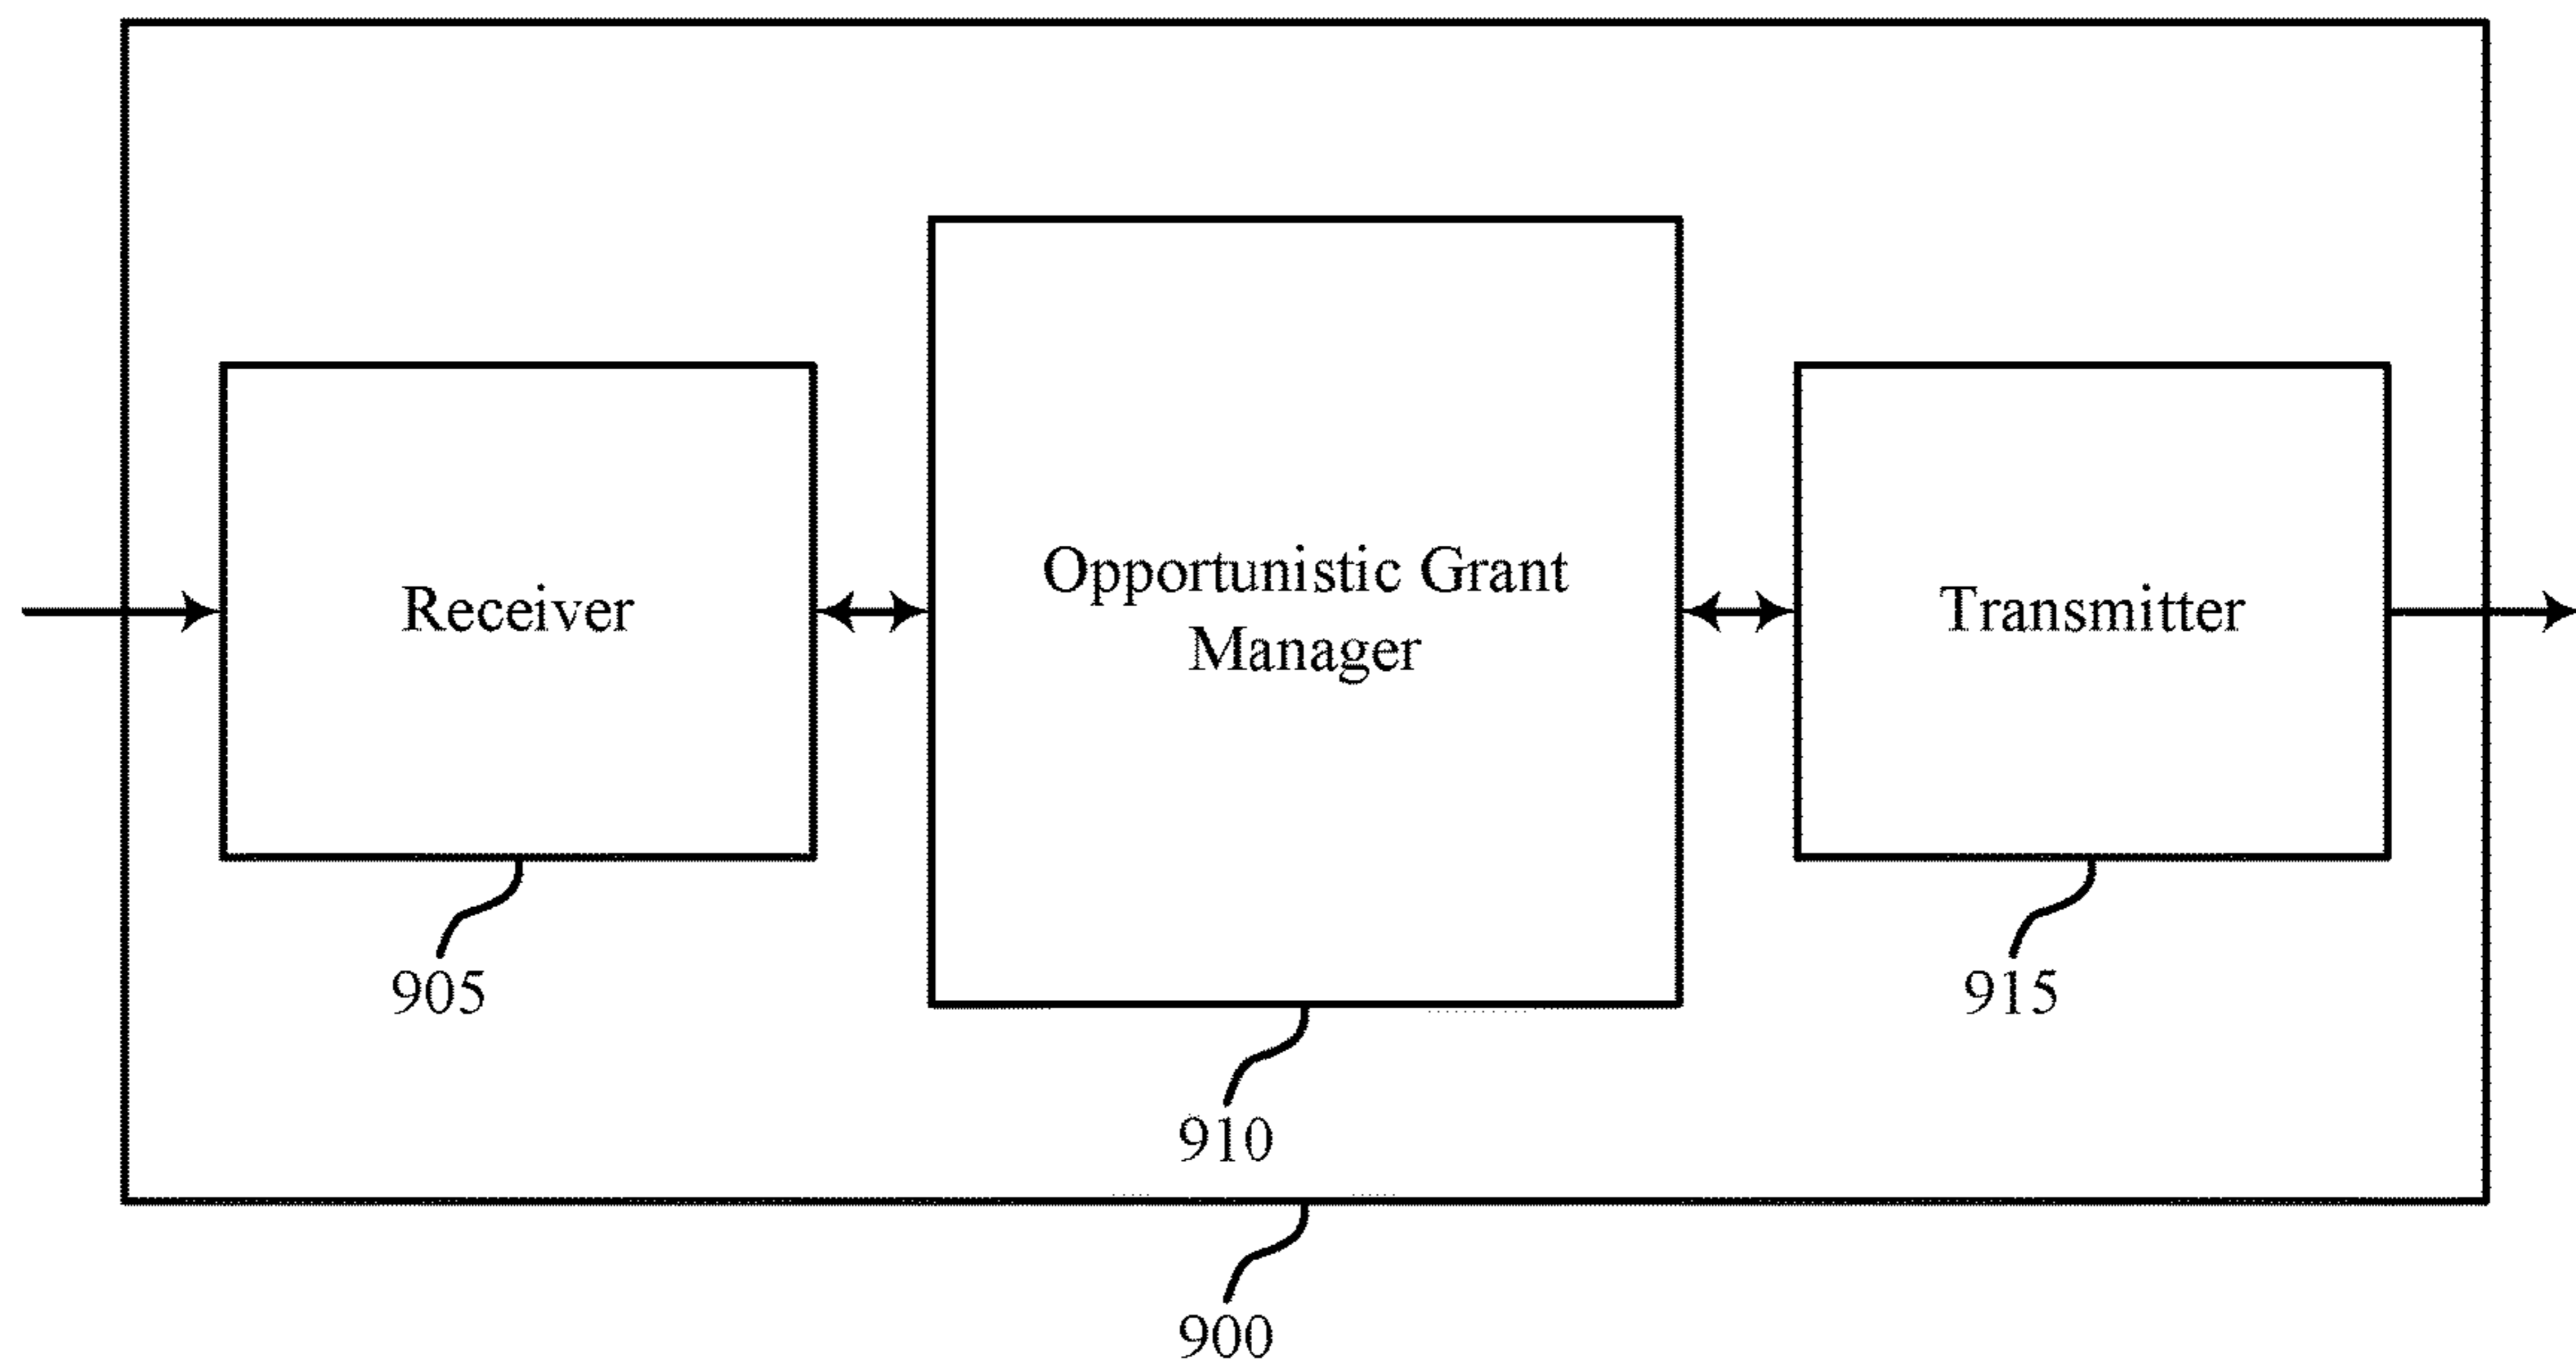 Receiver
Opportunistic Grant
Manager
Transmitter
905
915
910
900